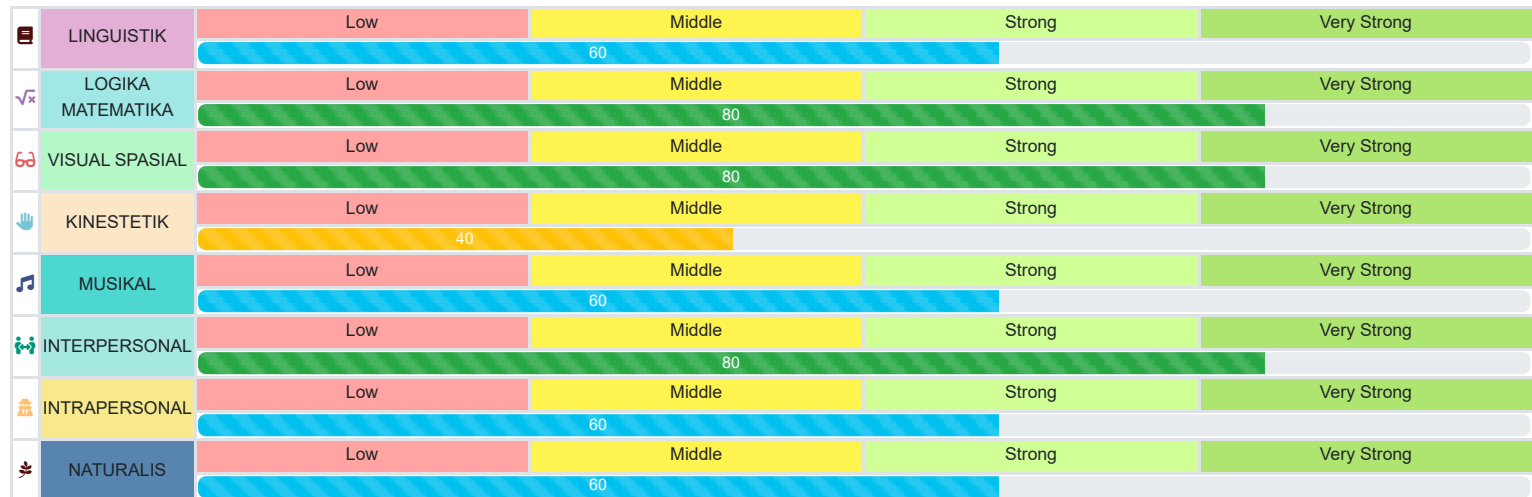 LINGUISTIK
Low Middle Strong Very Strong
60
LOGIKA
MATEMATIKA
Low Middle Strong Very Strong
80
VISUAL SPASIAL
Low Middle Strong Very Strong
80
KINESTETIK
Low Middle Strong Very Strong
40
MUSIKAL
Low Middle Strong Very Strong
60
INTERPERSONAL
Low Middle Strong Very Strong
80
INTRAPERSONAL
Low Middle Strong Very Strong
60
NATURALIS
Low Middle Strong Very Strong
60